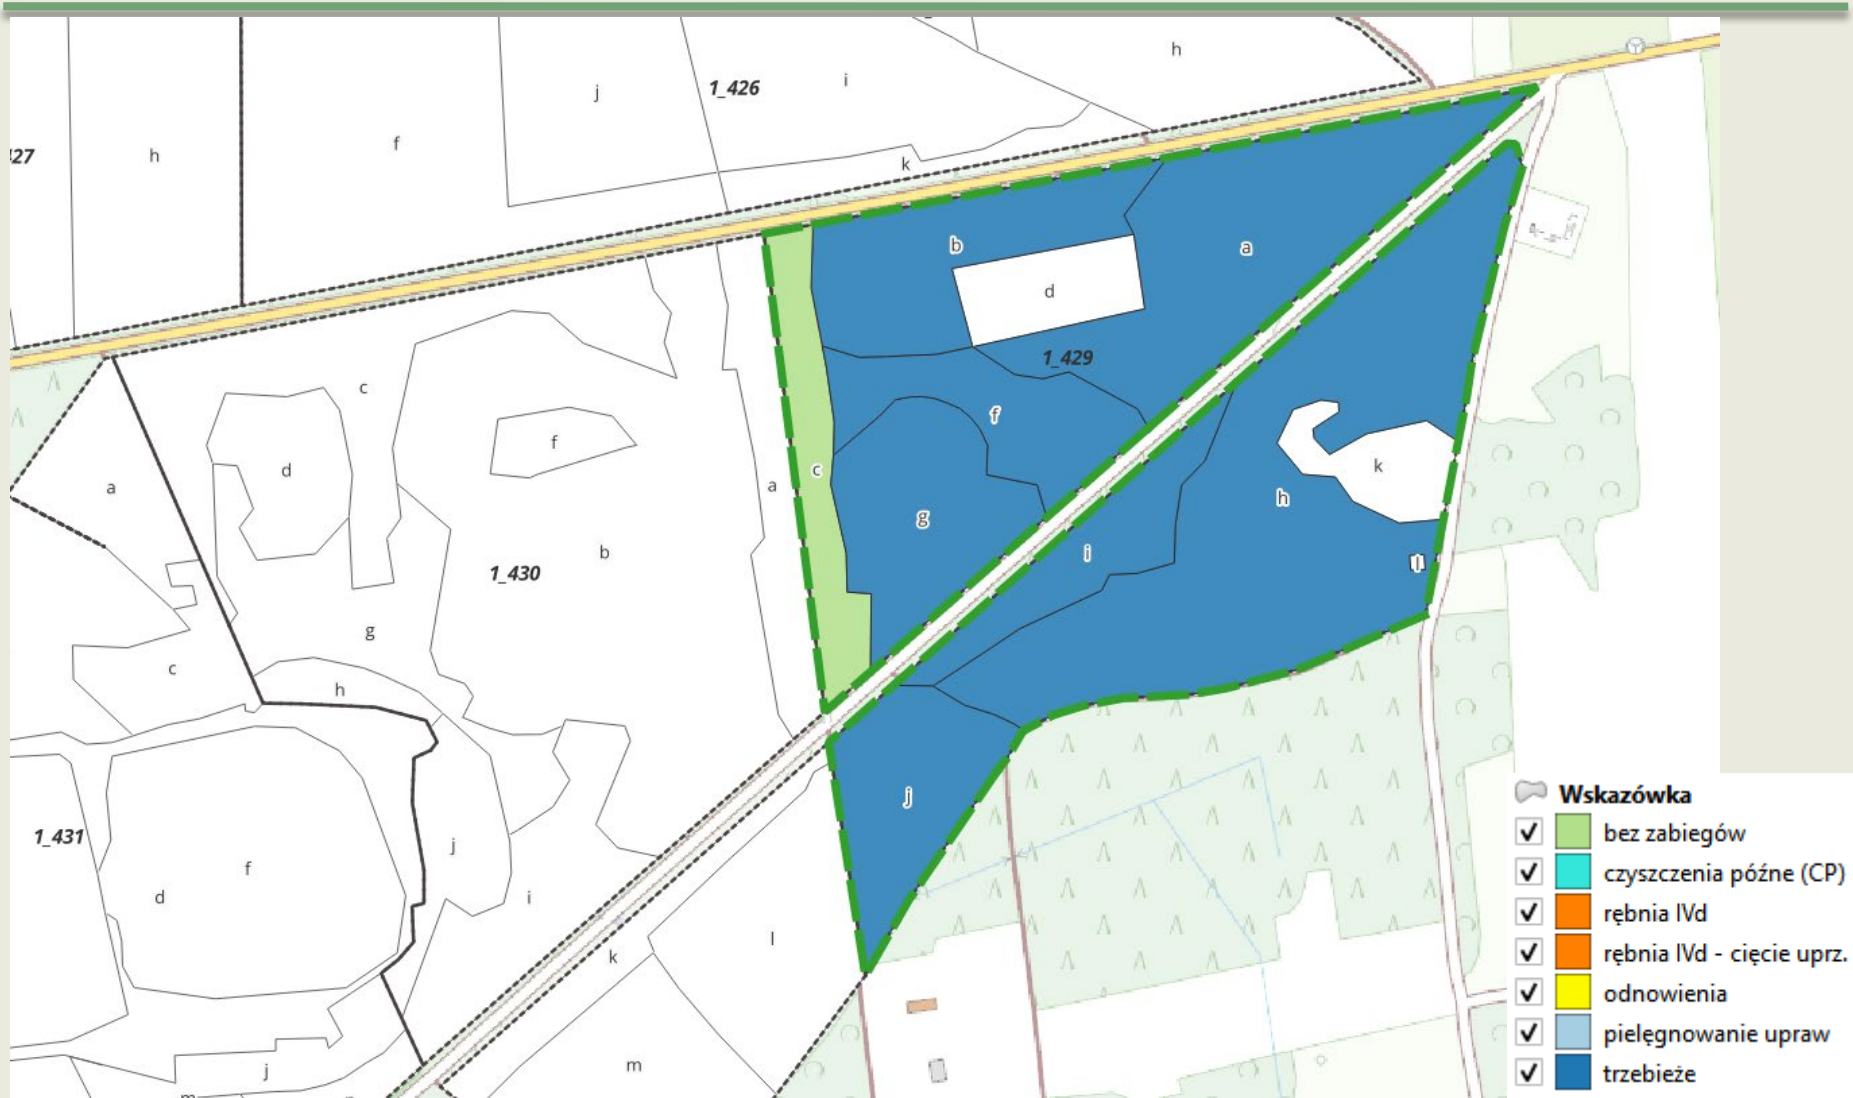 h
j
1_426
i
f
k
427
h
b
a
d
1_429
c
f
f
d
c
a
k
a
h
g
b
i
l
1_430
g
c
h
j
1_431
j
f
d
i
l
k
m
j
m
Wskazówka
bez zabiegów
czyszczenia późne (CP)
rębnia IVd
rębnia IVd - cięcie uprz.
odnowienia
pielęgnowanie upraw
trzebieże